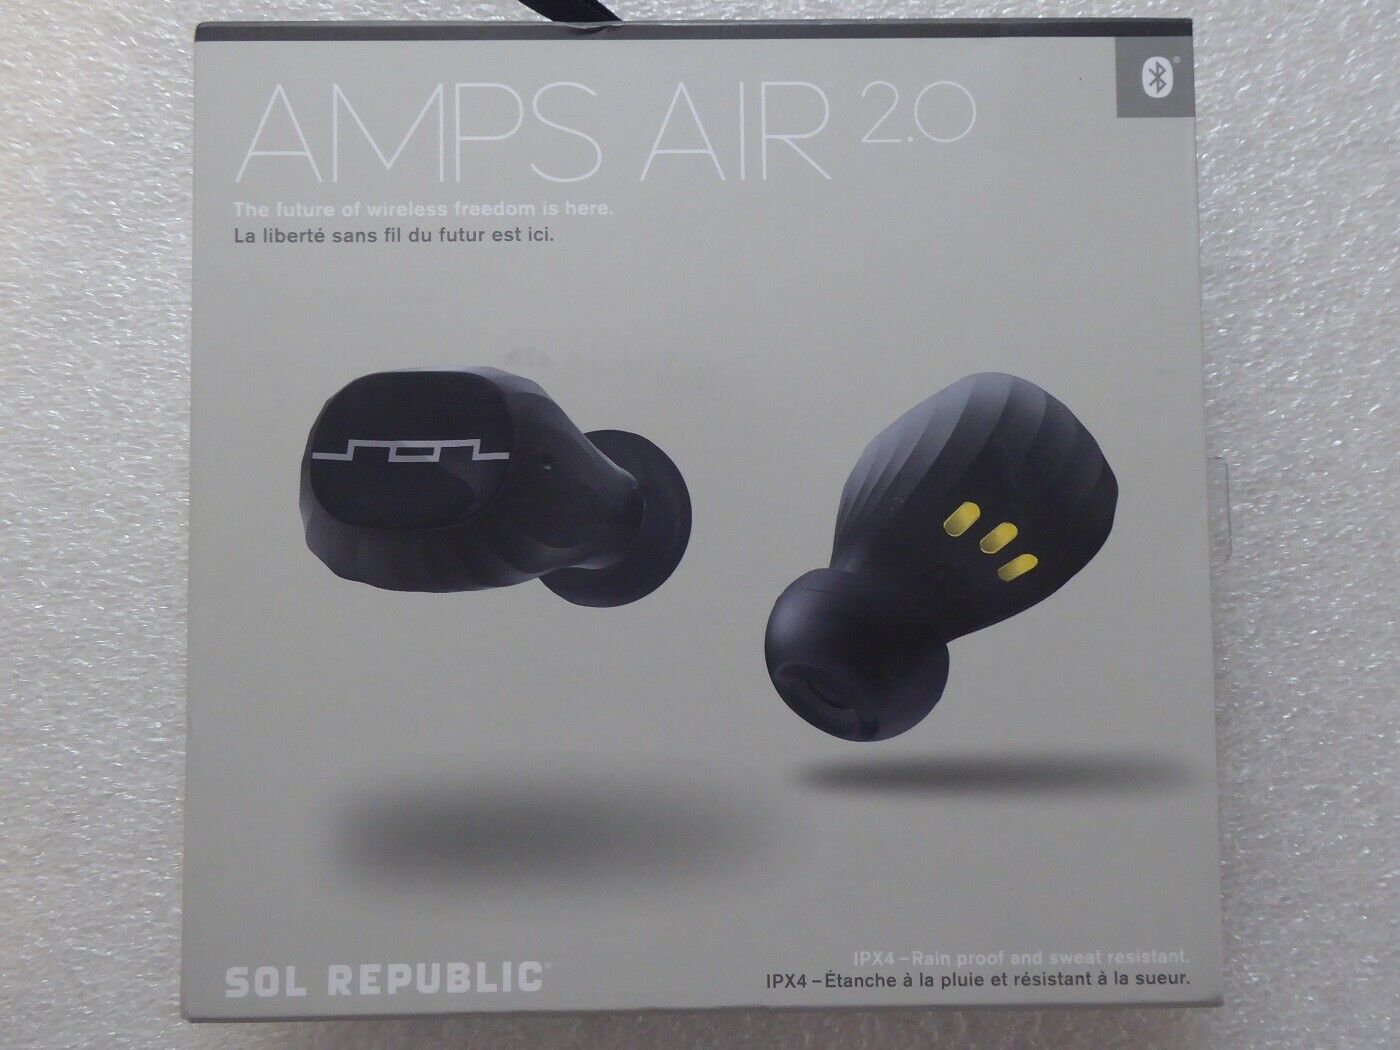 AMPS AIR 2.0
The future of wireless freedom is here.
La liberté sans fil du futur est ici.
SOL REPUBLIC
IPX4 – Rain proof and sweat resistant.
IPX4 – Étanche à la pluie et résistant à la sueur.